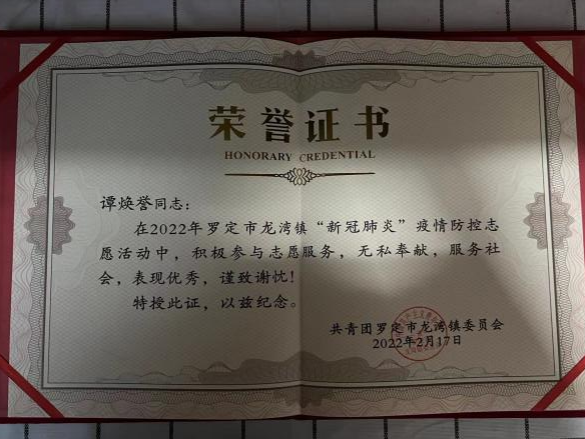 荣誉证书
HONORARY CREDENTIAL
谭焕誉同志：
在2022年罗定市龙湾镇“新冠肺炎”疫情防控志
愿活动中，积极参与志愿服务，无私奉献，服务社
会，表现优秀，谨致谢忱！
特授此证，以兹纪念。
共青团罗定市龙湾镇委员会
2022年2月17日